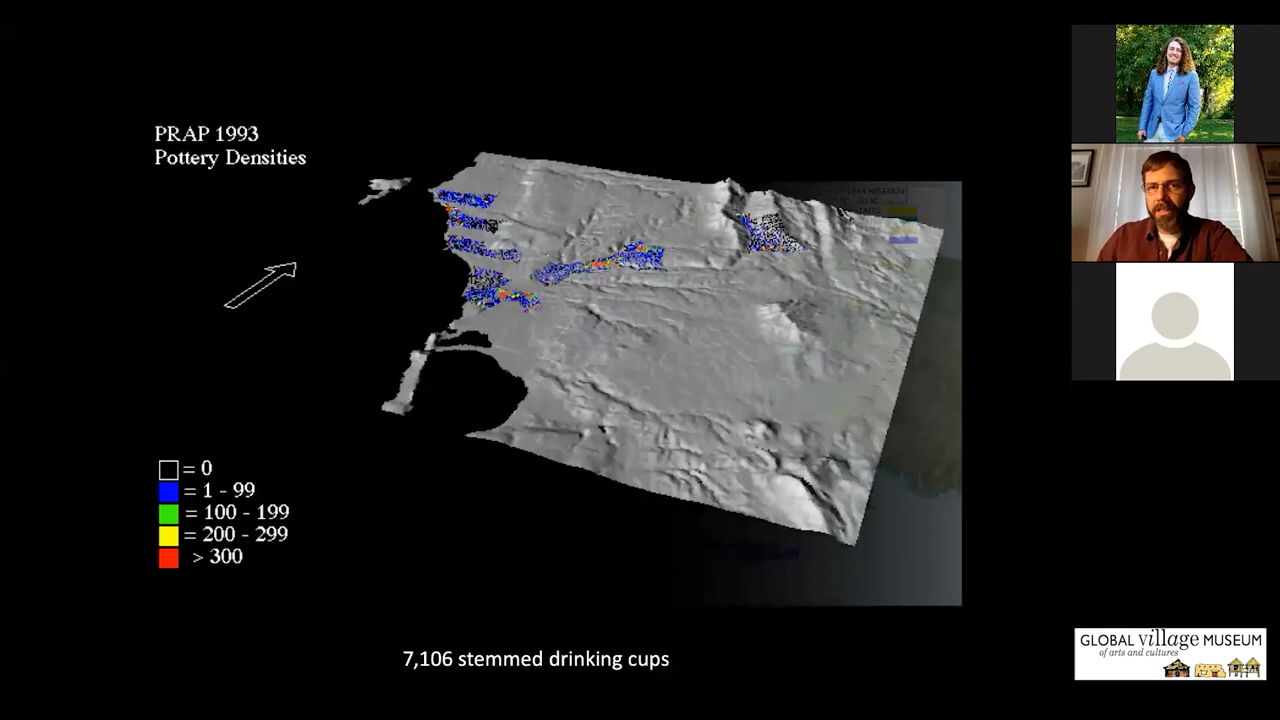 PRAP 1993
Pottery Densities
= 0
= 1 - 99
= 100 - 199
= 200 - 299
> 300
7,106 stemmed drinking cups
GLOBAL village MUSEUM
of arts and cultures